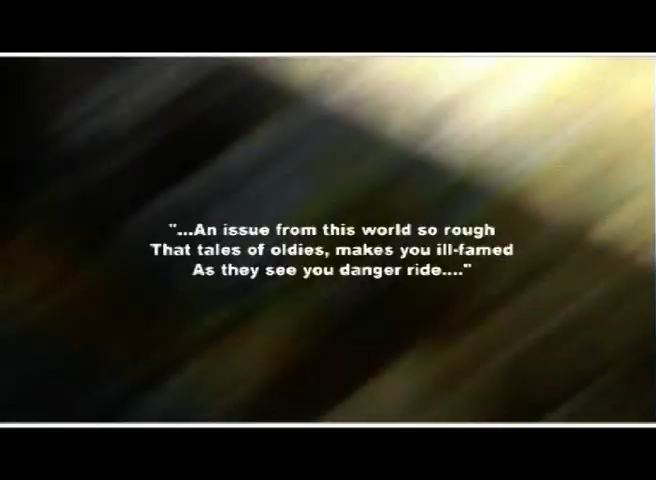 "...An issue from this world so rough
That tales of oldies, makes you ill-famed
As they see you danger ride...."